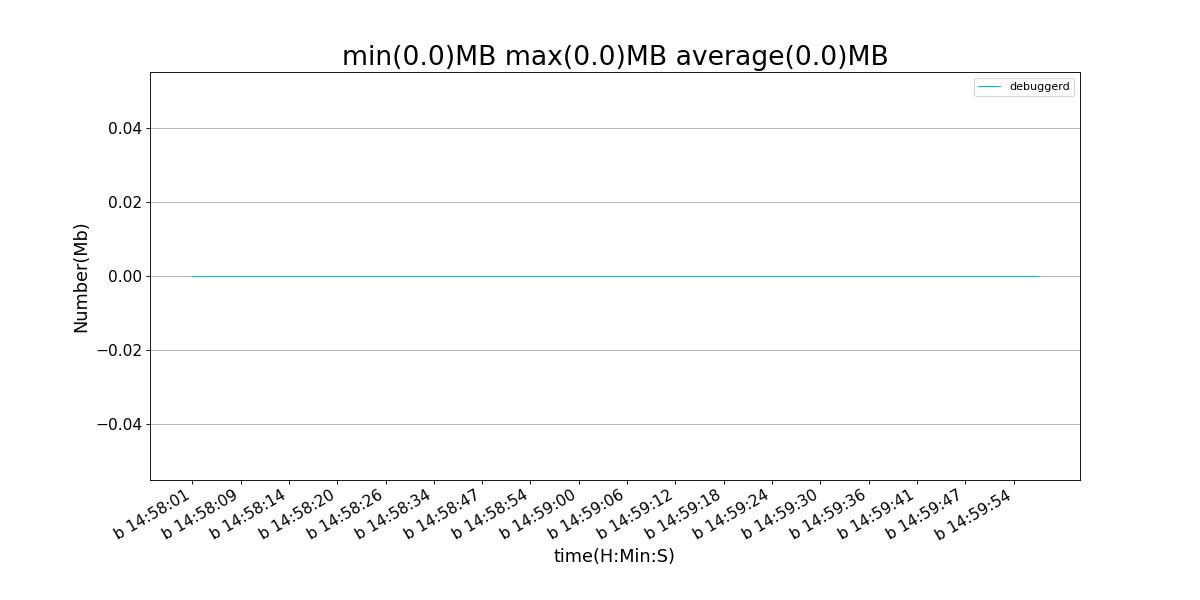 min(0.0)MB max(0.0)MB average(0.0)MB
debuggerd
0.04
0.02
0.00
−0.02
−0.04
Number(Mb)
b 14:58:01
b 14:58:09
b 14:58:14
b 14:58:20
b 14:58:26
b 14:58:34
b 14:58:47
b 14:58:54
b 14:59:00
b 14:59:06
b 14:59:12
b 14:59:18
b 14:59:24
b 14:59:30
b 14:59:36
b 14:59:41
b 14:59:47
b 14:59:54
time(H:Min:S)